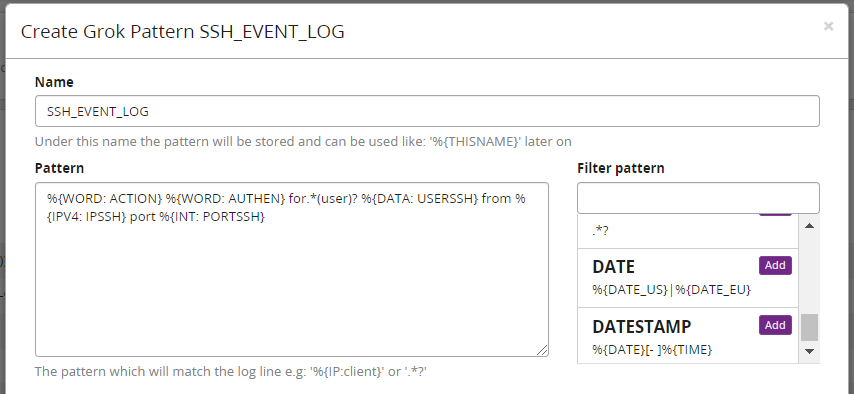 Create Grok Pattern SSH_EVENT_LOG
×
Name
SSH_EVENT_LOG
Under this name the pattern will be stored and can be used like: '%{THISNAME}' later on
Pattern
%{WORD: ACTION} %{WORD: AUTHEN} for.*(user)? %{DATA: USERSSH} from %
{IPV4: IPSSH} port %{INT: PORTSSH}
The pattern which will match the log line e.g: '%{IP:client}' or '.*?'
Filter pattern
.*?
DATE
Add
%{DATE_US}|%{DATE_EU}
DATESTAMP
Add
%{DATE}[- ]%{TIME}